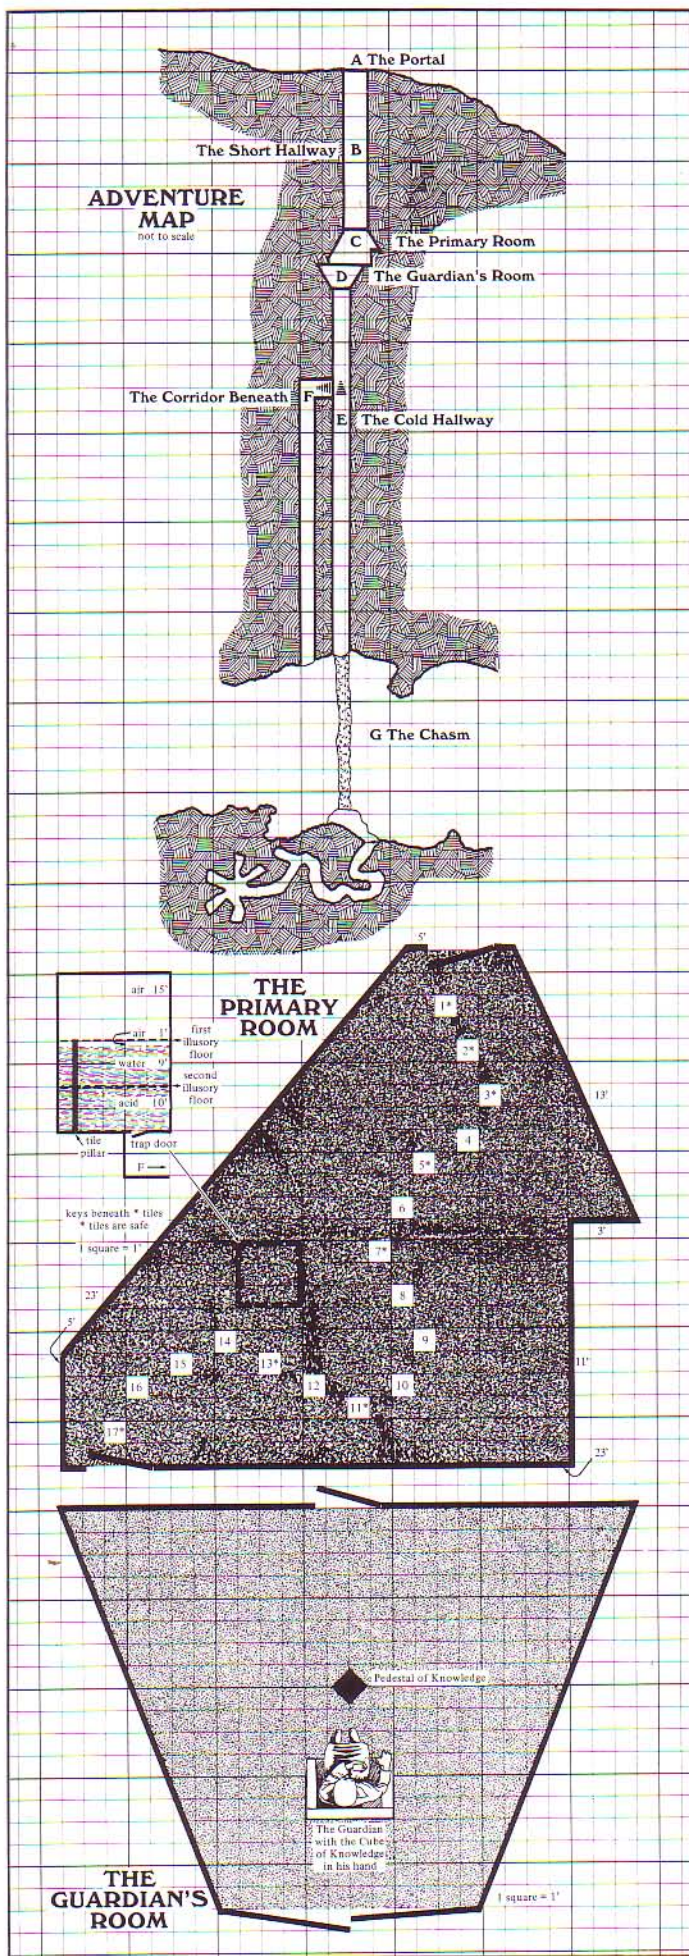 A The Portal
The Short Hallway
B
ADVENTURE
MAP
not to scale
C
The Primary Room
D
The Guardian's Room
The Corridor Beneath
F
E
The Cold Hallway
G The Chasm
5'
THE
PRIMARY
ROOM
air 15'
air 1'
first
illusory
floor
water 9'
second
illusory
floor
acid 10'
tile
pillar
trap door
F
keys beneath * tiles
* tiles are safe
1 square = 1'
1*
2*
3*
13'
4
5*
6
3'
7*
8
23'
5'
9
14
15
13*
11'
16
12
10
11*
17*
23'
Pedestal of Knowledge
The Guardian
with the Cube
of Knowledge
in his hand
THE
GUARDIAN'S
ROOM
1 square = 1'